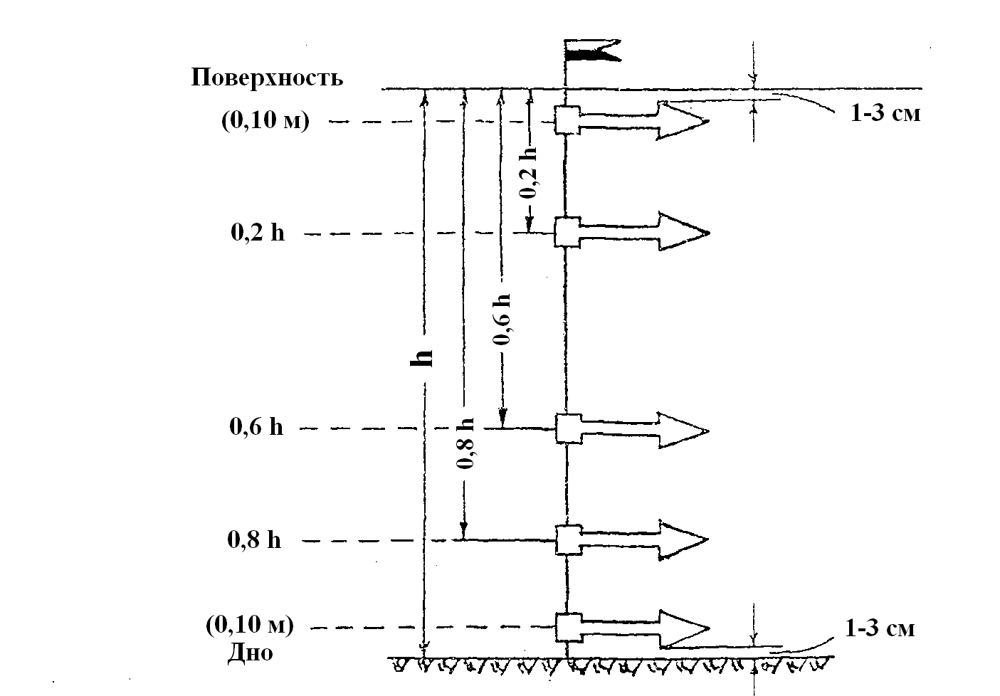 Поверхность
(0,10 м)
1-3 см
0,2 h
0,2 h
0,6 h
h
0,6 h
0,8 h
0,8 h
(0,10 м)
1-3 см
Дно